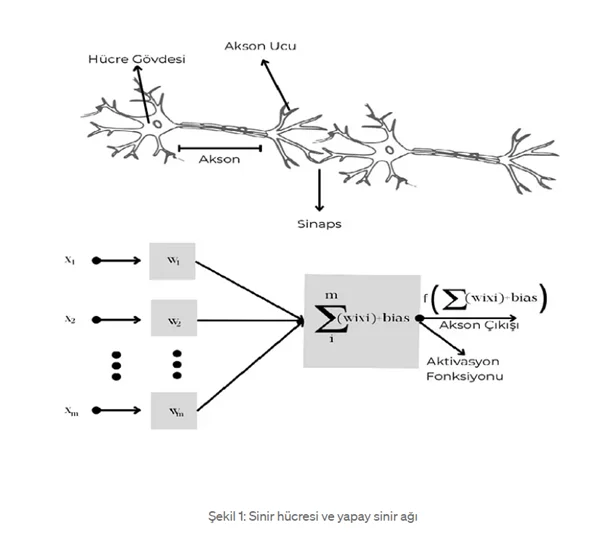 Akson Ucu
Hücre Gövdesi
Akson
Sinaps
x1 w1
x2 w2
xm wm
m
∑(wixi)+bias
i
f(∑(wixi)+bias)
Akson Çıkışı
Aktivasyon
Fonksiyonu
Şekil 1: Sinir hücresi ve yapay sinir ağı